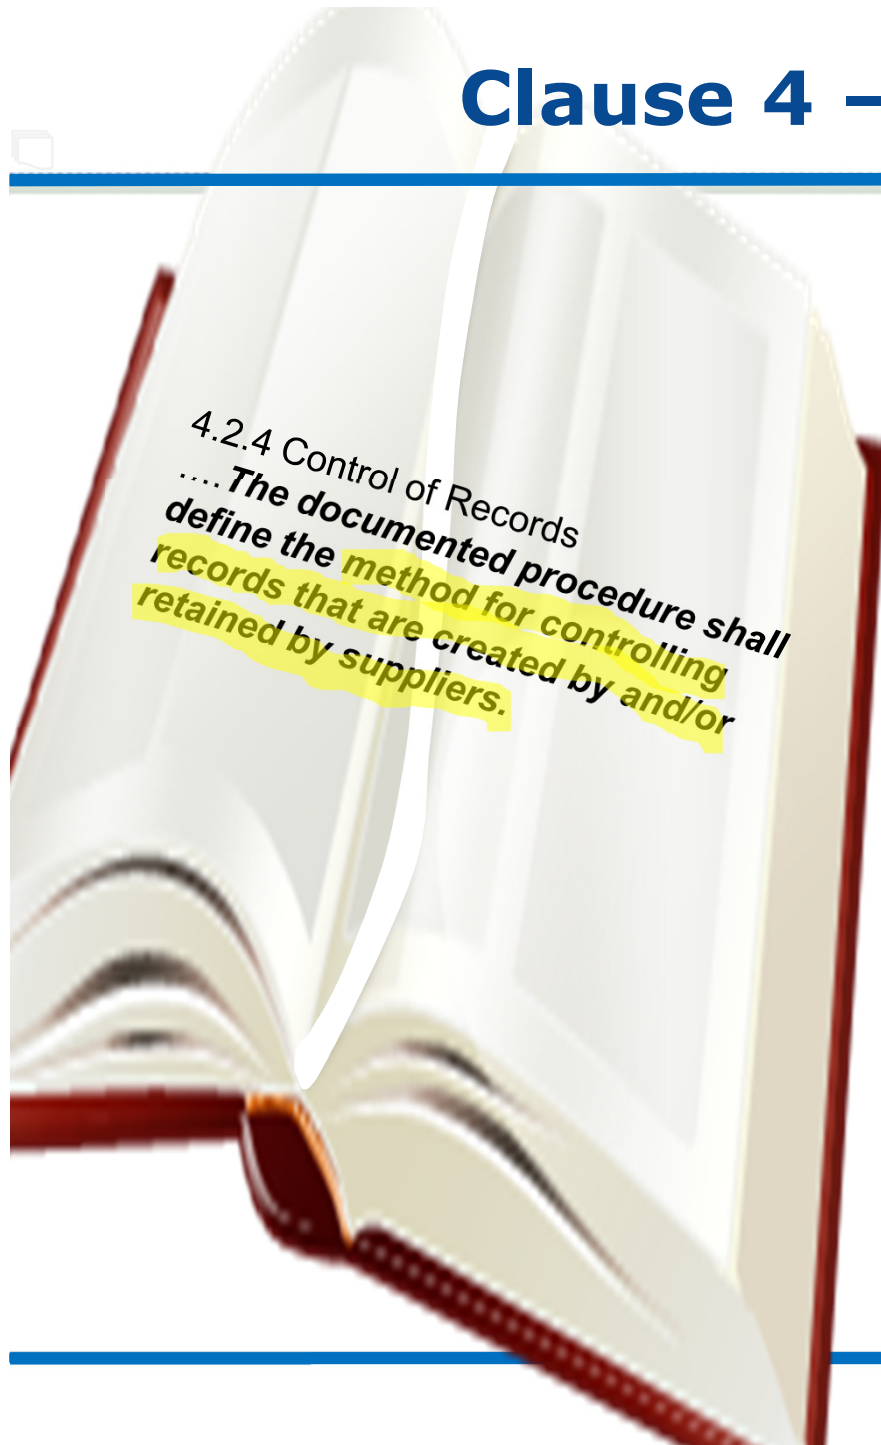 Clause 4 –
4.2.4 Control of Records
....The documented procedure shall
define the method for controlling
records that are created by and/or
retained by suppliers.